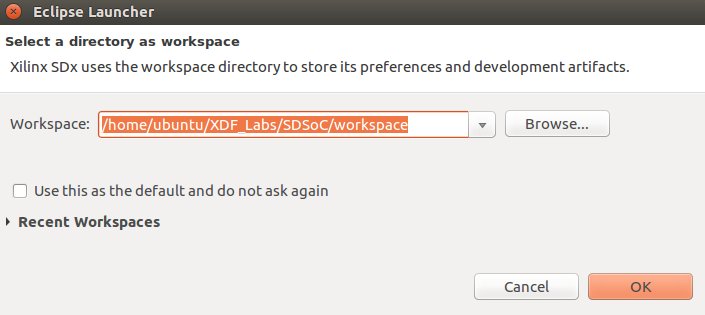 Eclipse Launcher
Select a directory as workspace
Xilinx SDx uses the workspace directory to store its preferences and development artifacts.
Workspace: /home/ubuntu/XDF_Labs/SDSoC/workspace Browse...
Use this as the default and do not ask again
Recent Workspaces
Cancel OK